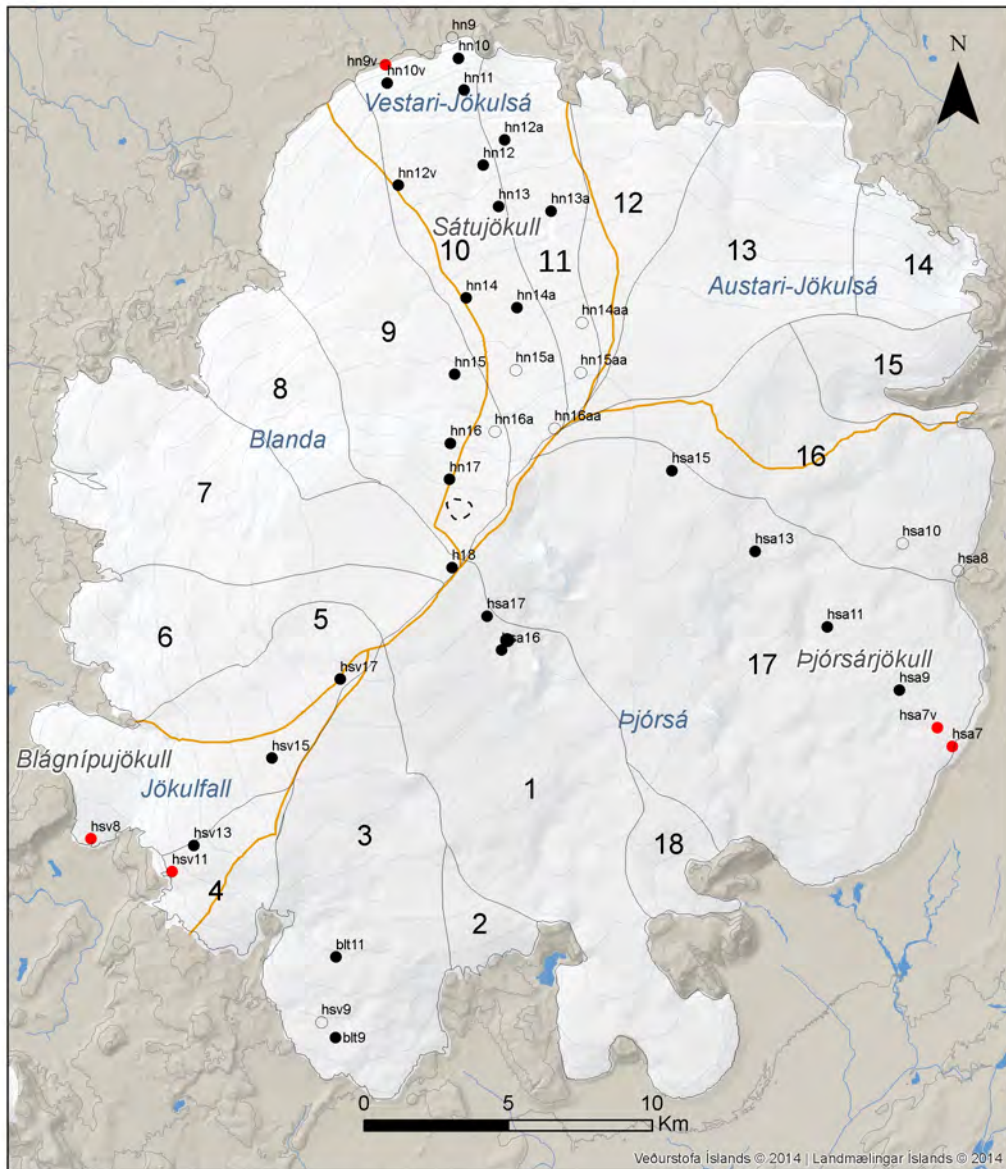 hn9
N
hn10
hn9v
hn10v
hn11
Vestari-Jökulsá
hn12a
hn12
hn12v
12
hn13
hn13a
Sátujökull
10
11
13
14
Austari-Jökulsá
hn14
hn14a
hn14aa
9
hn15a
hn15aa
hn15
15
8
hn16a
hn16aa
Blanda
hn16
16
hsa15
hn17
7
hsa10
hsa13
h18
hsa8
hsa17
5
6
hsa16
hsa11
17
Þjórsárjökull
hsv17
hsa9
Þjórsá
hsa7v
hsa7
Blágnípujökull
hsv15
Jökulfall
1
3
hsv8
hsv13
18
hsv11
4
2
blt11
hsv9
blt9
0 5 10
Km
Veðurstofa Íslands © 2014 | Landmælingar Íslands © 2014